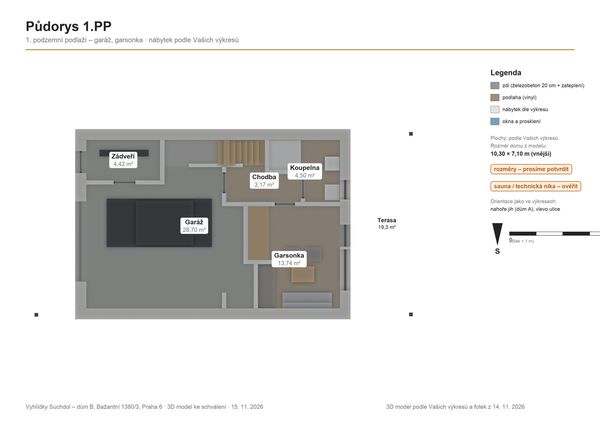 Půdorys 1.PP
1. podzemní podlaží – garáž, garsonka · nábytek podle Vašich výkresů
Legenda
zdi (železobeton 20 cm + zateplení)
podlaha (vinyl)
nábytek dle výkresu
okna a prosklení
Plochy: podle Vašich výkresů.
Rozměr domu z modelu:
10,30 × 7,10 m (vnější)
rozměry – prosíme potvrdit
sauna / technická nika – ověřit
Orientace jako ve výkresech:
nahoře jih (dům A), vlevo ulice
S
Zádveří
4,42 m²
Koupelna
4,50 m²
Chodba
3,17 m²
Garáž
28,70 m²
Terasa
19,3 m²
Garsonka
13,74 m²
Vyhlídky Suchdol – dům B, Bažantní 1380/3, Praha 6 · 3D model ke schválení · 15. 11. 2026
3D model podle Vašich výkresů a fotek z 14. 11. 2026